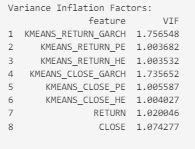 Variance Inflation Factors:
feature VIF
1 KMEANS_RETURN_GARCH 1.756548
2 KMEANS_RETURN_PE 1.003682
3 KMEANS_RETURN_HE 1.003532
4 KMEANS_CLOSE_GARCH 1.735652
5 KMEANS_CLOSE_PE 1.005587
6 KMEANS_CLOSE_HE 1.004027
7 RETURN 1.020046
8 CLOSE 1.074277